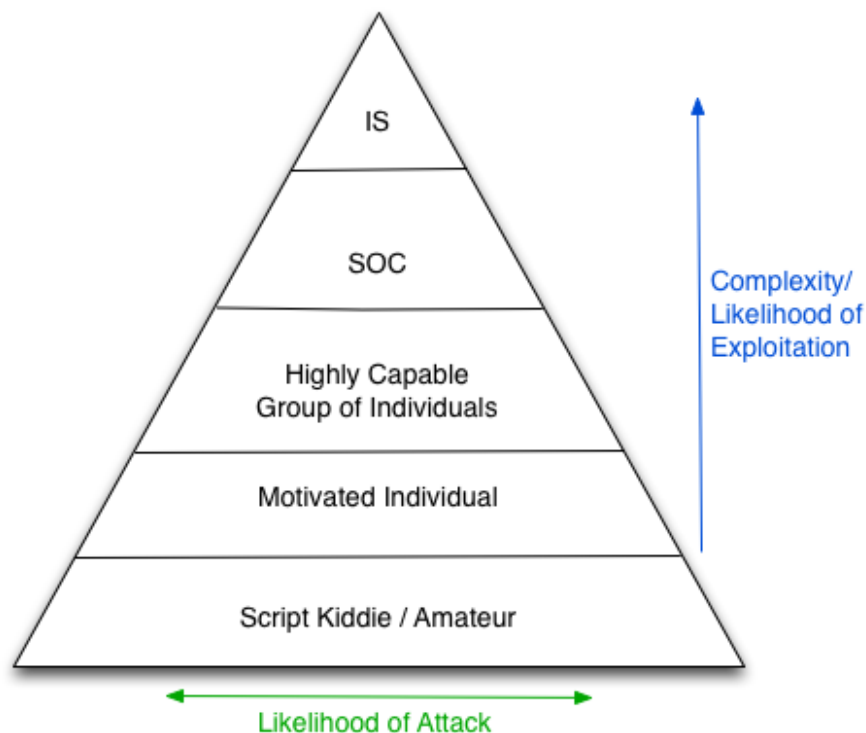 IS
SOC
Complexity/
Likelihood of
Exploitation
Highly Capable
Group of Individuals
Motivated Individual
Script Kiddie / Amateur
Likelihood of Attack